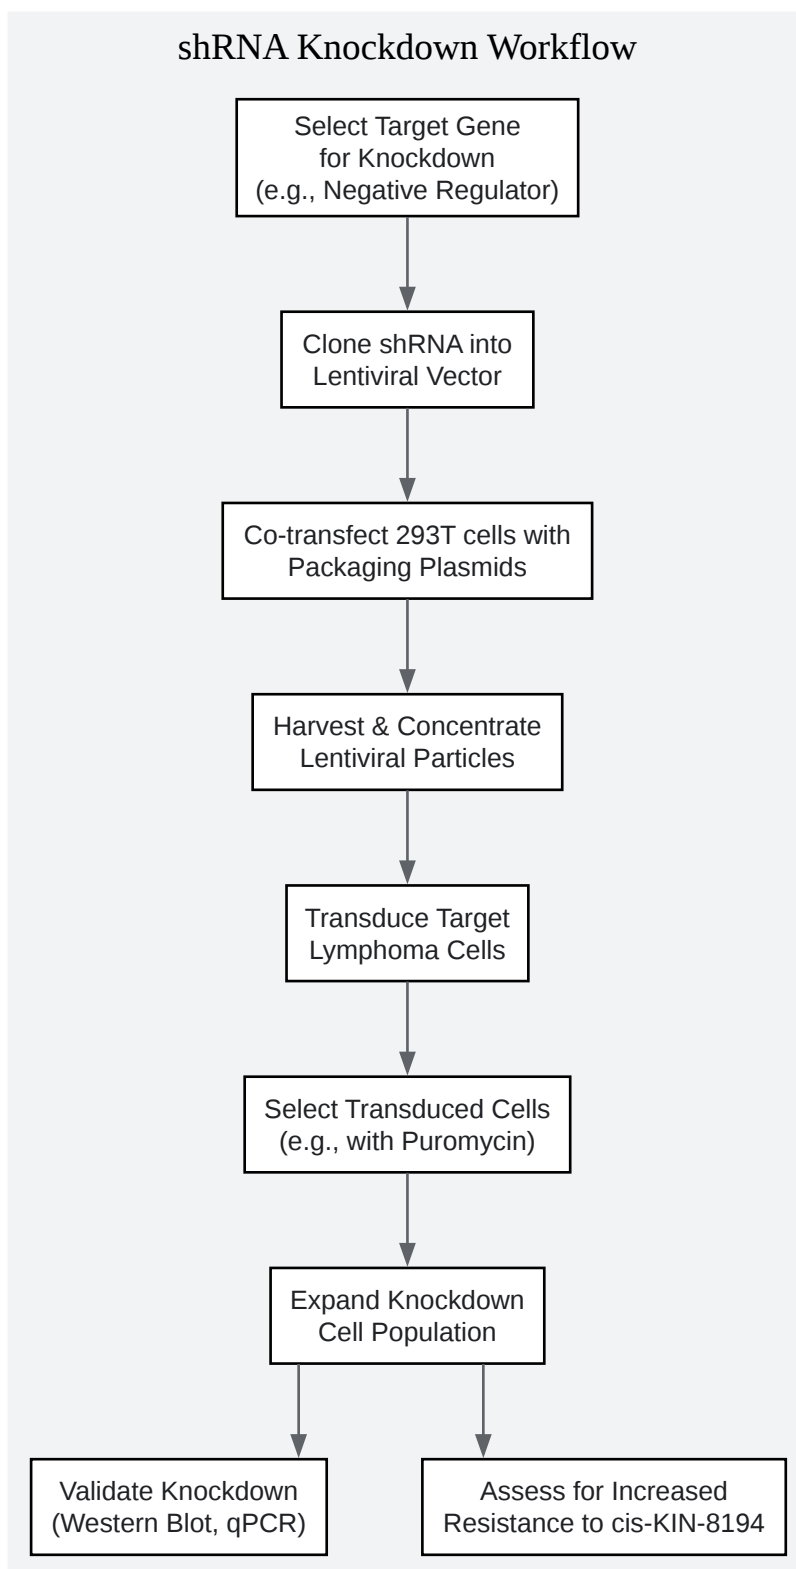 shRNA Knockdown Workflow
Select Target Gene
for Knockdown
(e.g., Negative Regulator)
Clone shRNA into
Lentiviral Vector
Co-transfect 293T cells with
Packaging Plasmids
Harvest & Concentrate
Lentiviral Particles
Transduce Target
Lymphoma Cells
Select Transduced Cells
(e.g., with Puromycin)
Expand Knockdown
Cell Population
Validate Knockdown
(Western Blot, qPCR)
Assess for Increased
Resistance to cis-KIN-8194